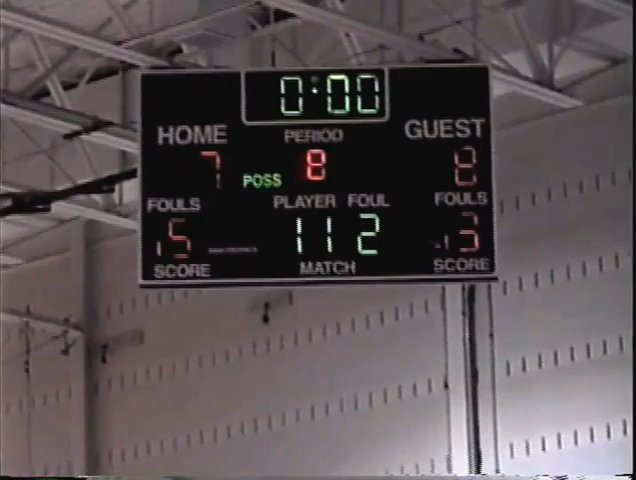 0:00
HOME PERIOD GUEST
7 POSS 8
FOULS PLAYER FOUL FOULS
15 11 2 13
SCORE MATCH SCORE